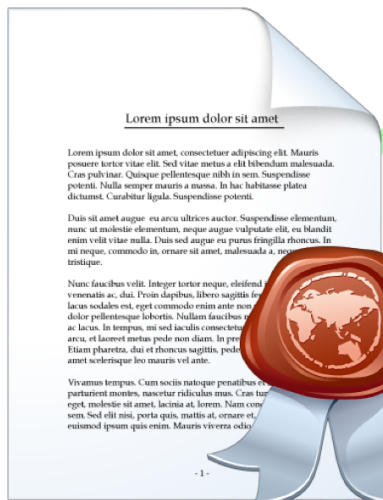 Lorem ipsum dolor sit amet
Lorem ipsum dolor sit amet, consectetuer adipiscing elit. Mauris
posuere tortor vitae elit. Sed vitae metus a elit bibendum malesuada.
Cras pulvinar. Quisque pellentesque nibh in sem. Suspendisse
potenti. Nulla semper mauris a massa. In hac habitasse platea
dictumst. Curabitur ligula. Suspendisse potenti.
Duis sit amet augue eu arcu ultrices auctor. Suspendisse elementum,
nunc ut molestie elementum, neque augue vulputate elit, eu blandit
enim velit vitae nulla. Duis sed augue eu purus fringilla rhoncus. In
mi neque, commodo in, ornare sit amet, malesuada a,
tristique.
Nunc faucibus velit. Integer tortor neque, eleifend
venenatis ac, dui. Proin dapibus, libero sagittis
lacus sodales est, eget commodo enim ante non
dolor pellentesque lobortis. Nullam faucibus
ac lacus. In tempus, mi sed iaculis
arcu, et laoreet metus pede non diam. In
Etiam pharetra, dui et rhoncus sagittis, pede
amet scelerisque leo mauris vel ante.
Vivamus tempus. Cum sociis natoque penatibus
parturient montes, nascetur ridiculus mus. Cras
eget, molestie sit amet, lacinia at, lorem. Nam
sem. Sed elit nisi, porta quis, mattis at, ornare et,
euismod ipsum quis enim. Mauris viverra odio
- 1 -